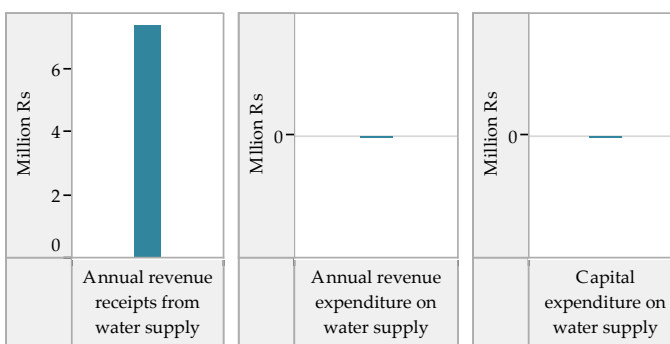 Million Rs
6
4
2
0
Annual revenue
receipts from
water supply
Million Rs
0
Annual revenue
expenditure on
water supply
Million Rs
0
Capital
expenditure on
water supply